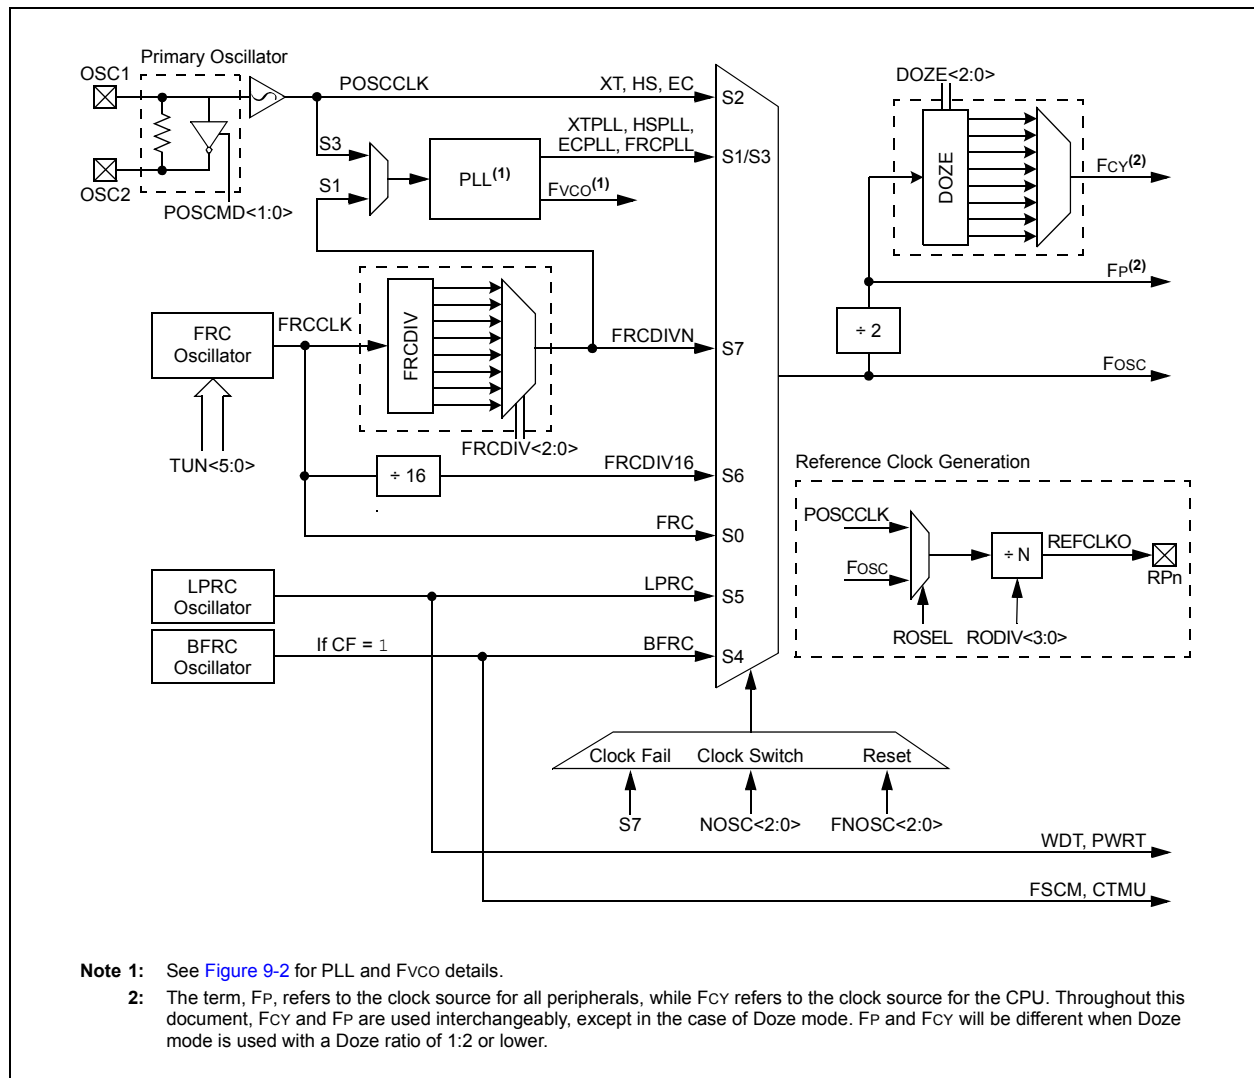 Primary Oscillator
OSC1
OSC2
POSCMD<1:0>
POSCCLK
XT, HS, EC
S2
S3
S1
PLL(1)
XTPLL, HSPLL,
ECPLL, FRCPLL
S1/S3
FVCO(1)
DOZE<2:0>
DOZE
FCY(2)
FP(2)
÷ 2
FOSC
FRC
Oscillator
TUN<5:0>
FRCCLK
FRCDIV
FRCDIV<2:0>
FRCDIVN
S7
÷ 16
FRCDIV16
S6
FRC
S0
LPRC
Oscillator
LPRC
S5
BFRC
Oscillator
If CF = 1
BFRC
S4
Reference Clock Generation
POSCCLK
FOSC
÷ N
REFCLKO
RPn
ROSEL
RODIV<3:0>
Clock Fail
Clock Switch
Reset
S7
NOSC<2:0>
FNOSC<2:0>
WDT, PWRT
FSCM, CTMU
Note 1: See Figure 9-2 for PLL and FVCO details.
2: The term, FP, refers to the clock source for all peripherals, while FCY refers to the clock source for the CPU. Throughout this
document, FCY and FP are used interchangeably, except in the case of Doze mode. FP and FCY will be different when Doze
mode is used with a Doze ratio of 1:2 or lower.